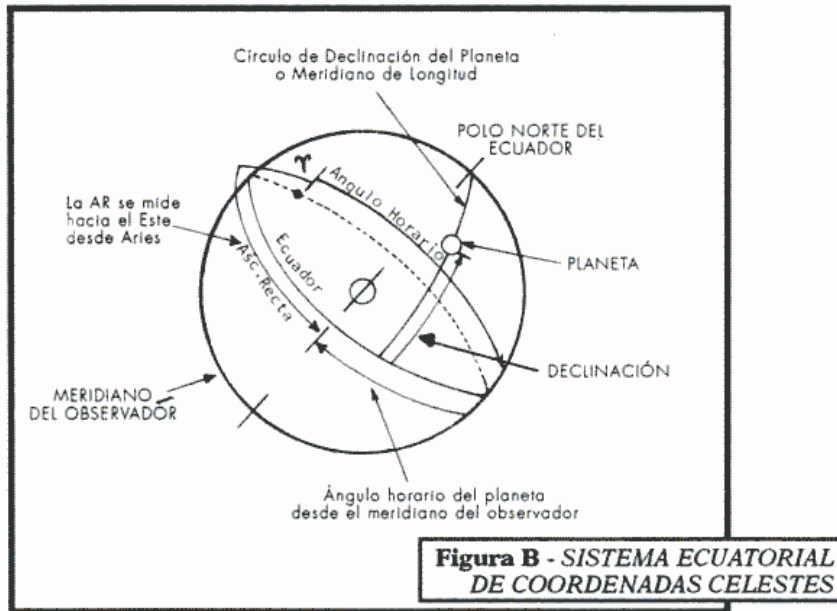 Círculo de Declinación del Planeta
o Meridiano de Longitud
POLO NORTE DEL
ECUADOR
♈
Angulo Horario
La AR se mide
hacia el Este
desde Aries
Ecuador
Asc. Recta
PLANETA
DECLINACIÓN
MERIDIANO
DEL OBSERVADOR
Ángulo horario del planeta
desde el meridiano del observador
Figura B - SISTEMA ECUATORIAL
DE COORDENADAS CELESTES